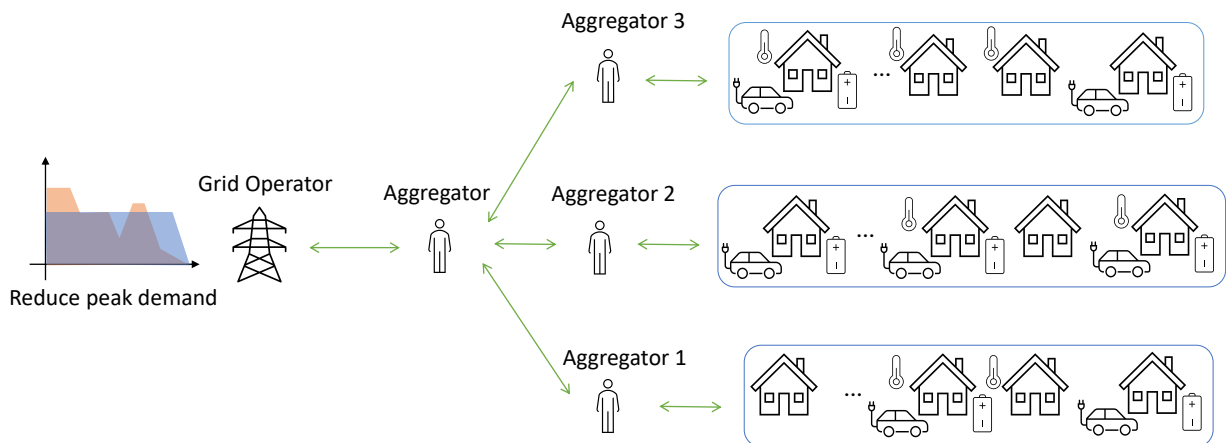 Aggregator 3
...
Grid Operator
Aggregator
Aggregator 2
...
Reduce peak demand
Aggregator 1
...